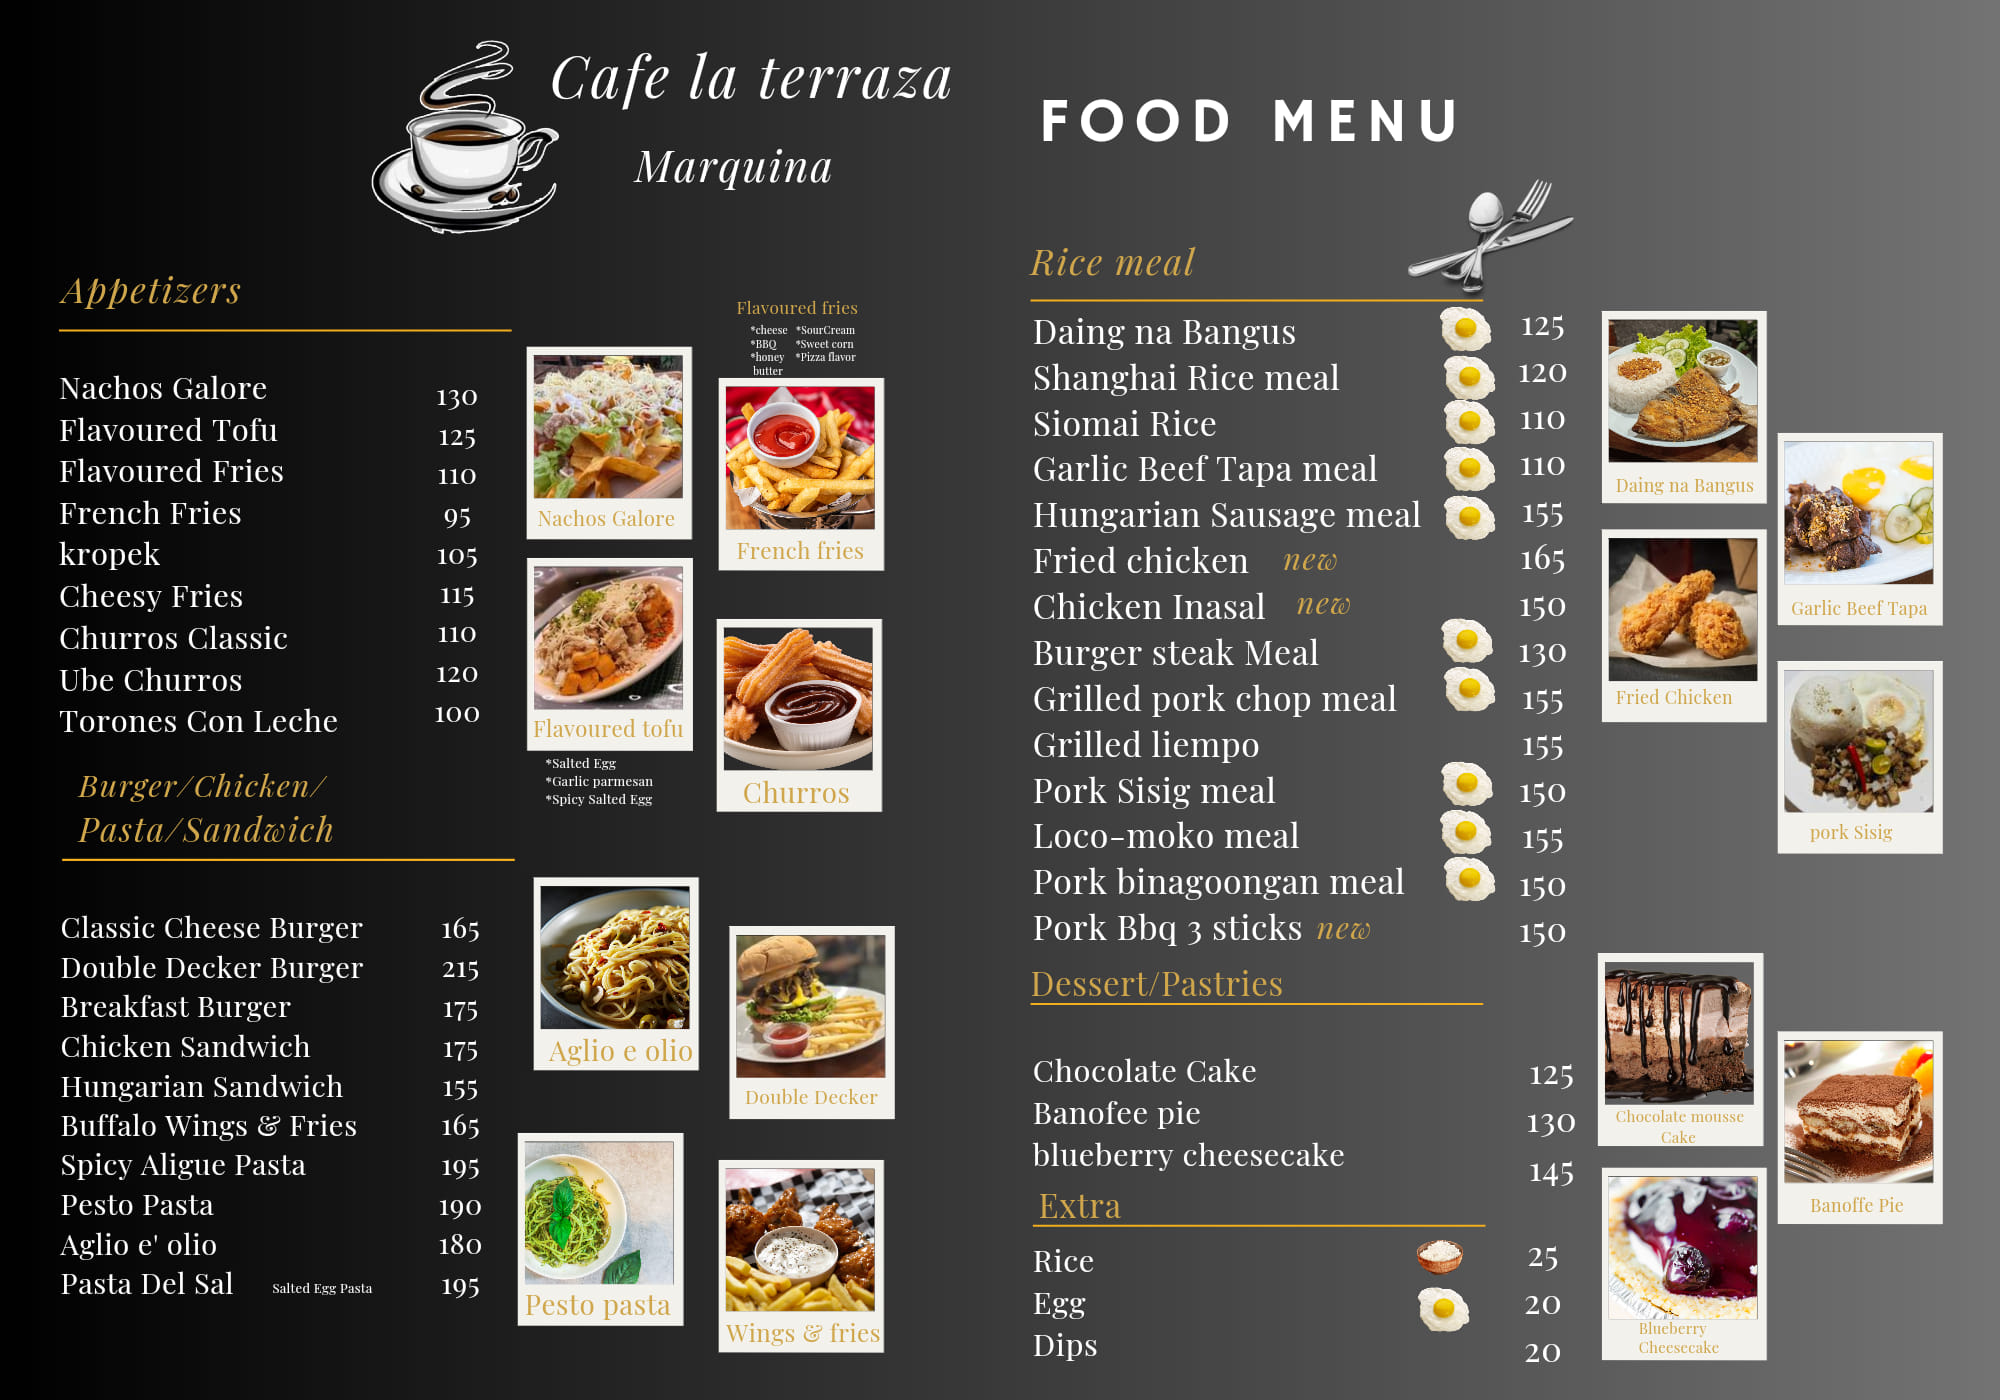 Cafe la terraza
Marquina
FOOD MENU
Appetizers
Nachos Galore 130
Flavoured Tofu 125
Flavoured Fries 110
French Fries 95
kropek 105
Cheesy Fries 115
Churros Classic 110
Ube Churros 120
Torones Con Leche 100
Flavoured fries
*cheese *SourCream
*BBQ *Sweet corn
*honey *Pizza flavor
butter
Nachos Galore
French fries
Flavoured tofu
*Salted Egg
*Garlic parmesan
*Spicy Salted Egg
Churros
Burger/Chicken/
Pasta/Sandwich
Classic Cheese Burger 165
Double Decker Burger 215
Breakfast Burger 175
Chicken Sandwich 175
Hungarian Sandwich 155
Buffalo Wings & Fries 165
Spicy Aligue Pasta 195
Pesto Pasta 190
Aglio e' olio 180
Pasta Del Sal Salted Egg Pasta 195
Aglio e olio
Double Decker
Pesto pasta
Wings & fries
Rice meal
Daing na Bangus 125
Shanghai Rice meal 120
Siomai Rice 110
Garlic Beef Tapa meal 110
Hungarian Sausage meal 155
Fried chicken new 165
Chicken Inasal new 150
Burger steak Meal 130
Grilled pork chop meal 155
Grilled liempo 155
Pork Sisig meal 150
Loco-moko meal 155
Pork binagoongan meal 150
Pork Bbq 3 sticks new 150
Daing na Bangus
Garlic Beef Tapa
Fried Chicken
pork Sisig
Dessert/Pastries
Chocolate Cake 125
Banofee pie 130
blueberry cheesecake 145
Chocolate mousse
Cake
Banoffe Pie
Blueberry
Cheesecake
Extra
Rice 25
Egg 20
Dips 20